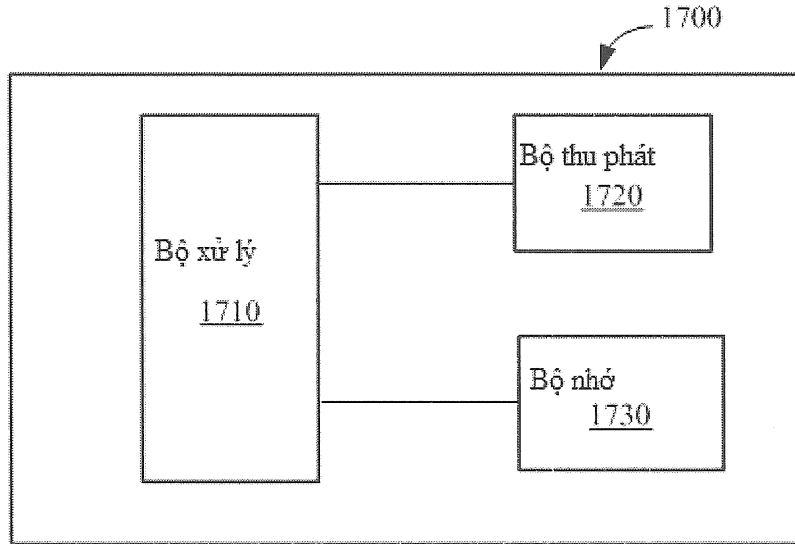 1700
Bộ thu phát
1720
Bộ xử lý
1710
Bộ nhớ
1730